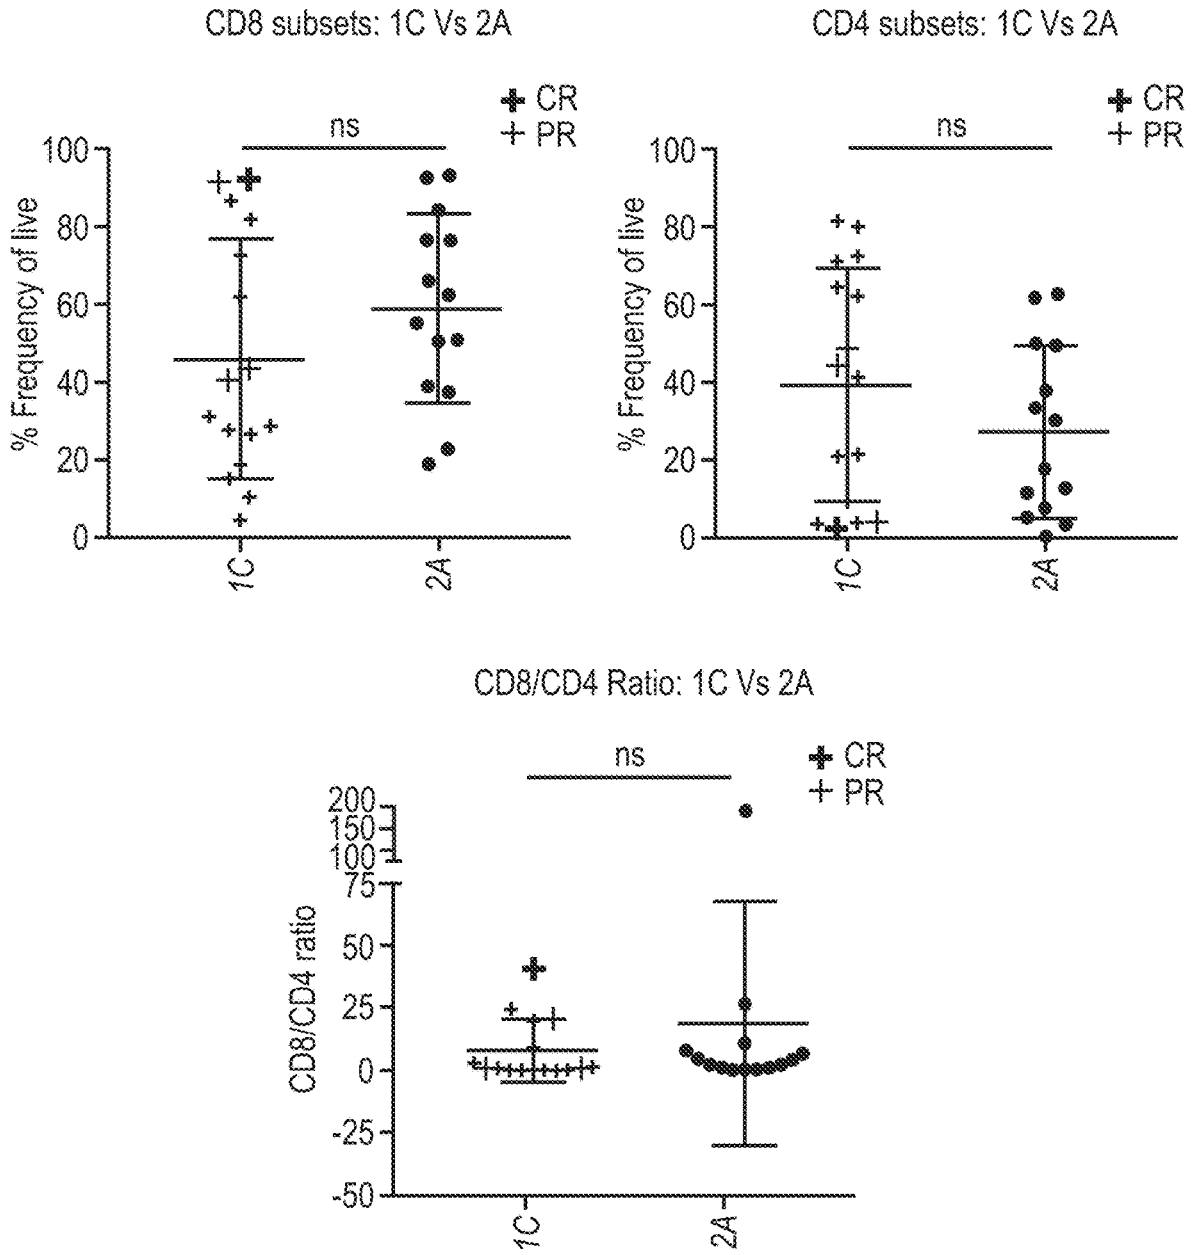 CD8 subsets: 1C Vs 2A
CR
PR
ns
% Frequency of live
100
80
60
40
20
0
1C
2A
CD4 subsets: 1C Vs 2A
CR
PR
ns
% Frequency of live
100
80
60
40
20
0
1C
2A
CD8/CD4 Ratio: 1C Vs 2A
CR
PR
ns
CD8/CD4 ratio
200
150
100
75
50
25
0
-25
-50
1C
2A